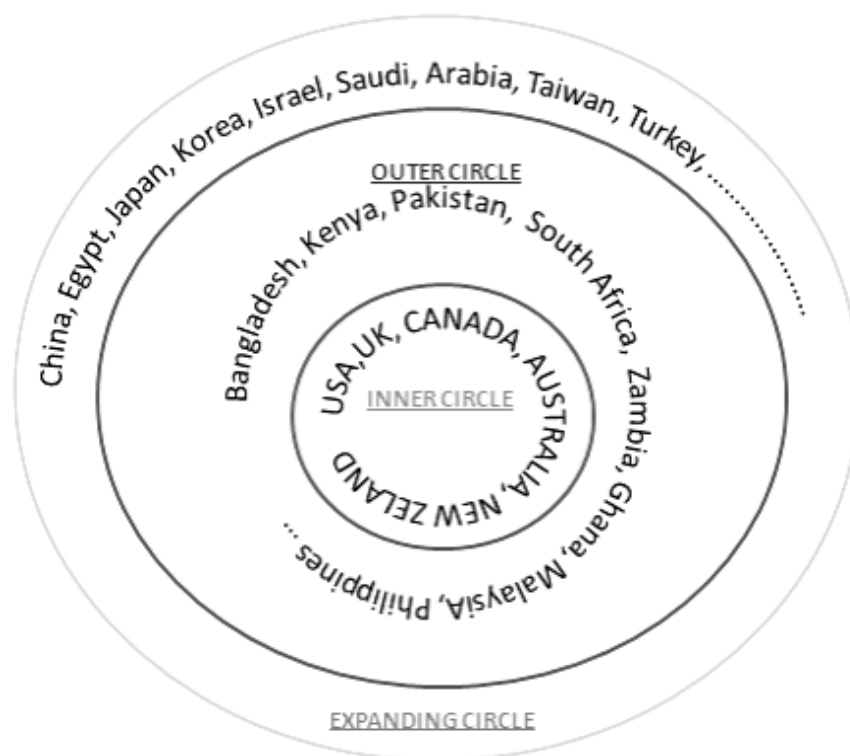 China, Egypt, Japan, Korea, Israel, Saudi, Arabia, Taiwan, Turkey, ....................
OUTER CIRCLE
Bangladesh, Kenya, Pakistan, South Africa, Zambia, Ghana, MalaysiA, Philippines ...
USA,UK, CANADA, AUSTRALIA, NEW ZELAND
INNER CIRCLE
EXPANDING CIRCLE